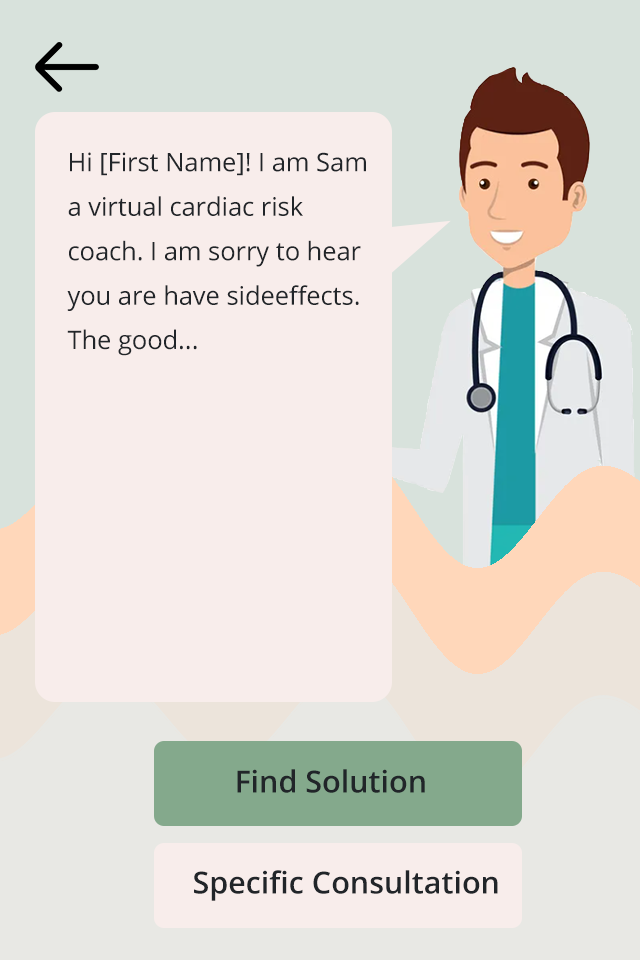 Hi [First Name]! I am Sam
a virtual cardiac risk
coach. I am sorry to hear
you are have sideeffects.
The good...
Find Solution
Specific Consultation